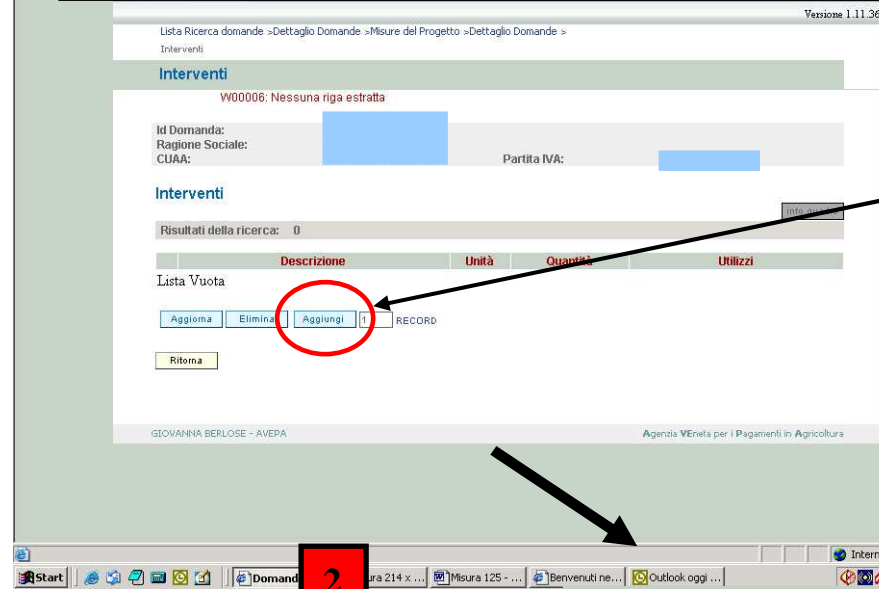 Versione 1.11.36
Lista Ricerca domande >Dettaglio Domande >Misure del Progetto >Dettaglio Domande >
Interventi
Interventi
W00006: Nessuna riga estratta
Id Domanda:
Ragione Sociale:
CUAA: Partita IVA:
Interventi
Info
Risultati della ricerca: 0
Descrizione Unità Quantità Utilizzi
Lista Vuota
Aggiorna Elimina Aggiungi 1 RECORD
Ritorna
GIOVANNA BERLOSE - AVEPA Agenzia VEneta per i Pagamenti in Agricoltura
Intern
Start Domand 2 ura 214 x ... Misura 125 - ... Benvenuti ne... Outlook oggi ...